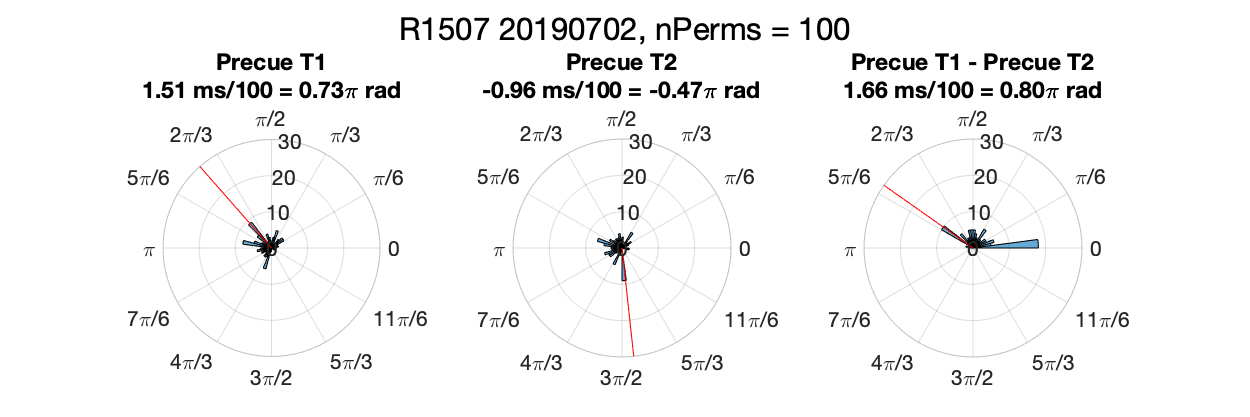 R1507 20190702, nPerms = 100
Precue T1
1.51 ms/100 = 0.73π rad
π/2
30
2π/3
π/3
5π/6
20
π/6
10
π
0
0
7π/6
11π/6
4π/3
5π/3
3π/2
Precue T2
-0.96 ms/100 = -0.47π rad
π/2
30
2π/3
π/3
5π/6
20
π/6
10
π
0
7π/6
11π/6
4π/3
5π/3
3π/2
Precue T1 - Precue T2
1.66 ms/100 = 0.80π rad
π/2
30
2π/3
π/3
5π/6
20
π/6
10
π
0
0
7π/6
11π/6
4π/3
5π/3
3π/2